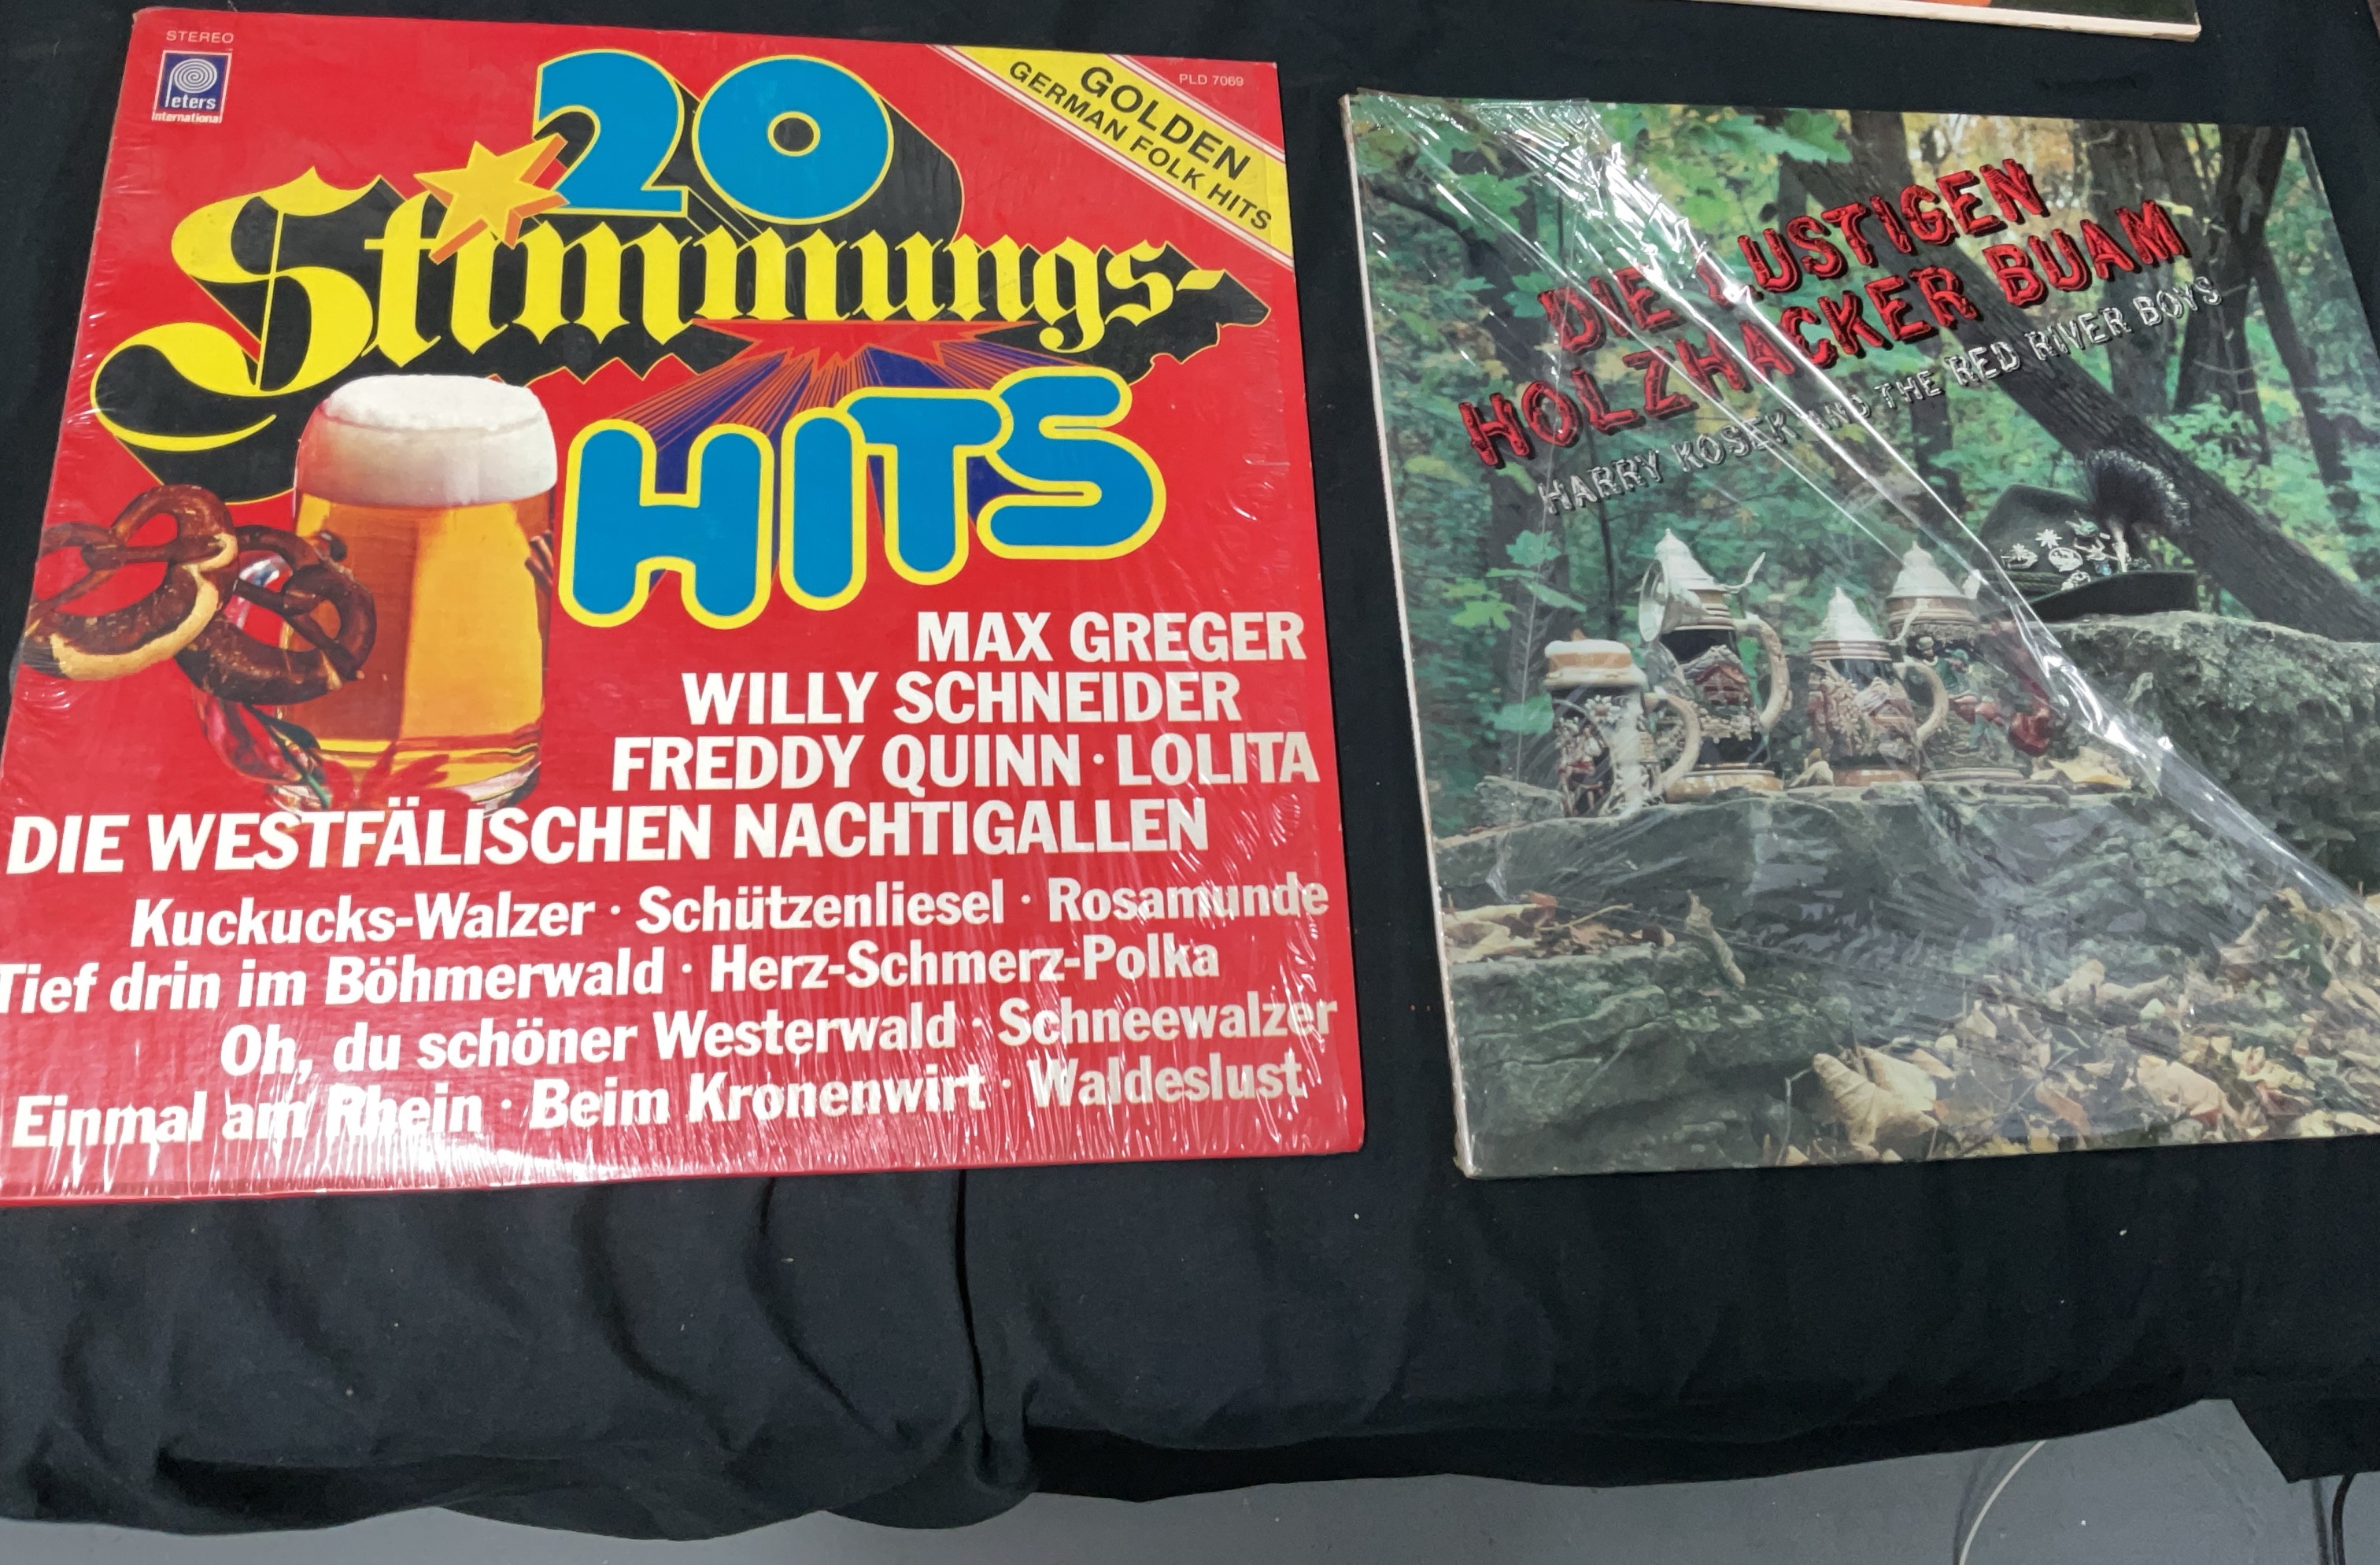 STEREO
Peters
International
PLD 7069
GOLDEN
GERMAN FOLK HITS
20
Stimmungs-
HITS
MAX GREGER
WILLY SCHNEIDER
FREDDY QUINN · LOLITA
DIE WESTFÄLISCHEN NACHTIGALLEN
Kuckucks-Walzer · Schützenliesel · Rosamunde
Tief drin im Böhmerwald · Herz-Schmerz-Polka
Oh, du schöner Westerwald · Schneewalzer
Einmal am Rhein · Beim Kronenwirt · Waldeslust
DIE LUSTIGEN
HOLZHACKER BUAM
HARRY KOSEK AND THE RED RIVER BOYS